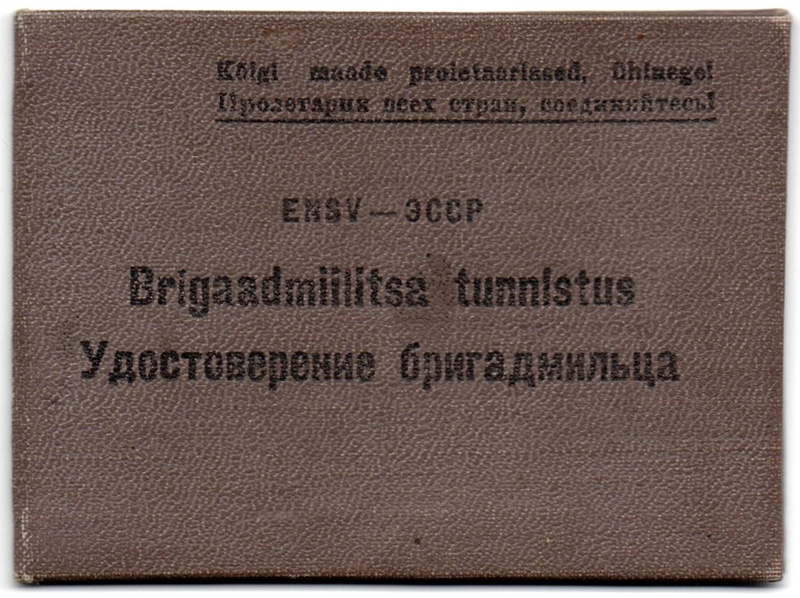 Kõigi maade proletaarlased, ühinege!
Пролетарии всех стран, соединяйтесь!
ENSV — ЭССР
Brigaadmiilitsa tunnistus
Удостоверение бригадмильца